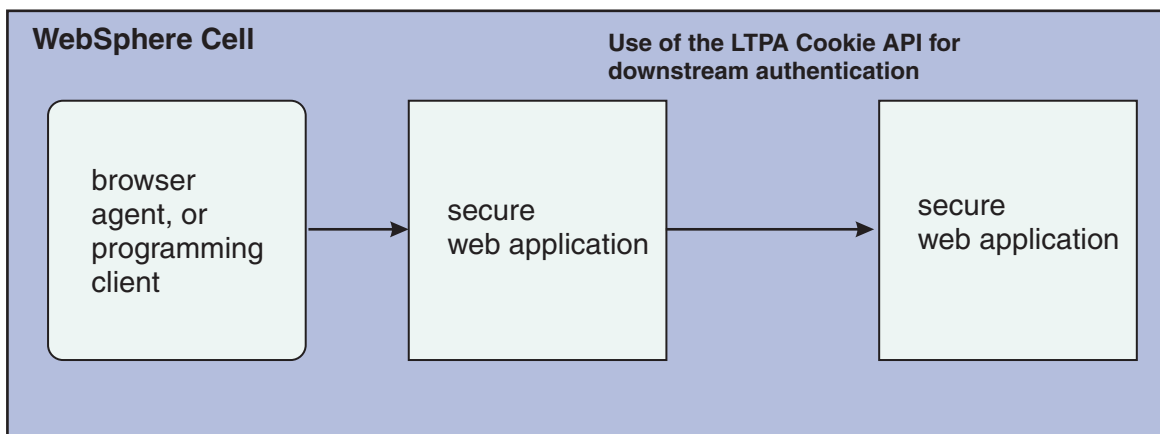 WebSphere Cell
Use of the LTPA Cookie API for
downstream authentication
browser
agent, or
programming
client
secure
web application
secure
web application